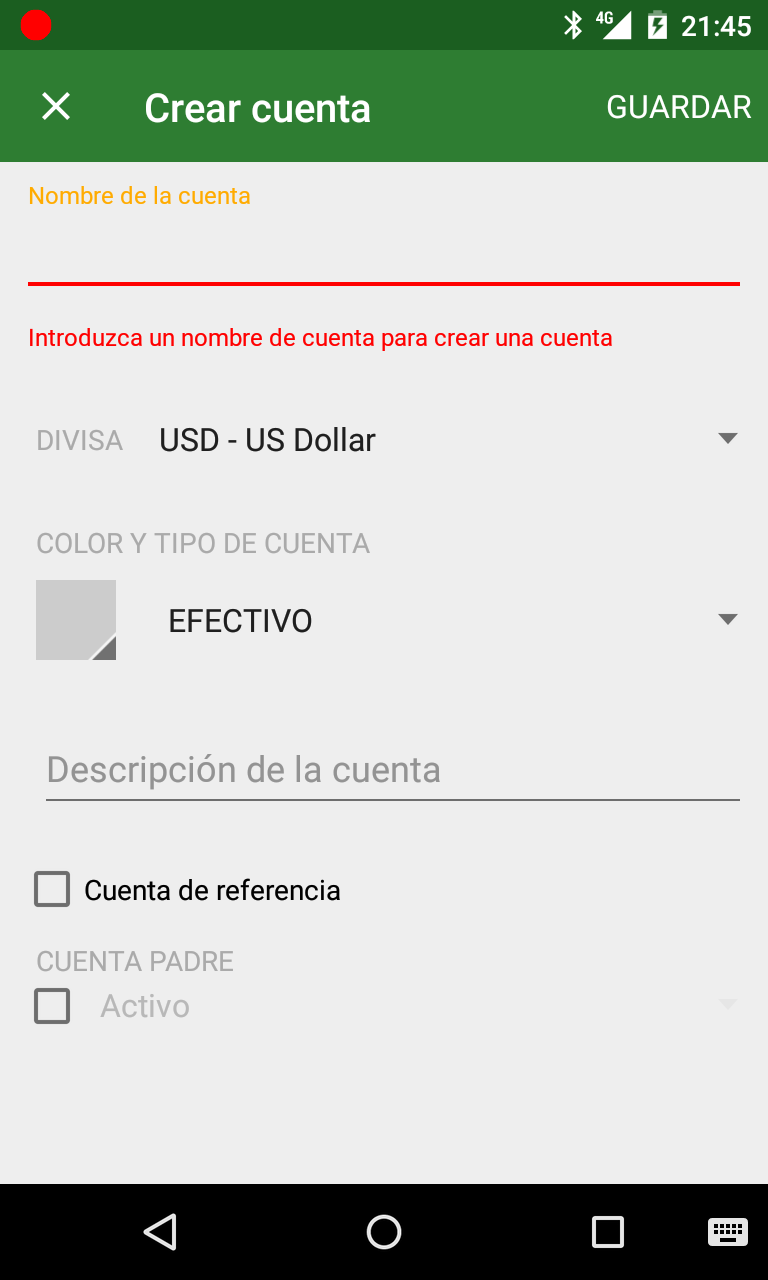 4G 21:45
Crear cuenta GUARDAR
Nombre de la cuenta
Introduzca un nombre de cuenta para crear una cuenta
DIVISA USD - US Dollar
COLOR Y TIPO DE CUENTA
EFECTIVO
Descripción de la cuenta
Cuenta de referencia
CUENTA PADRE
Activo